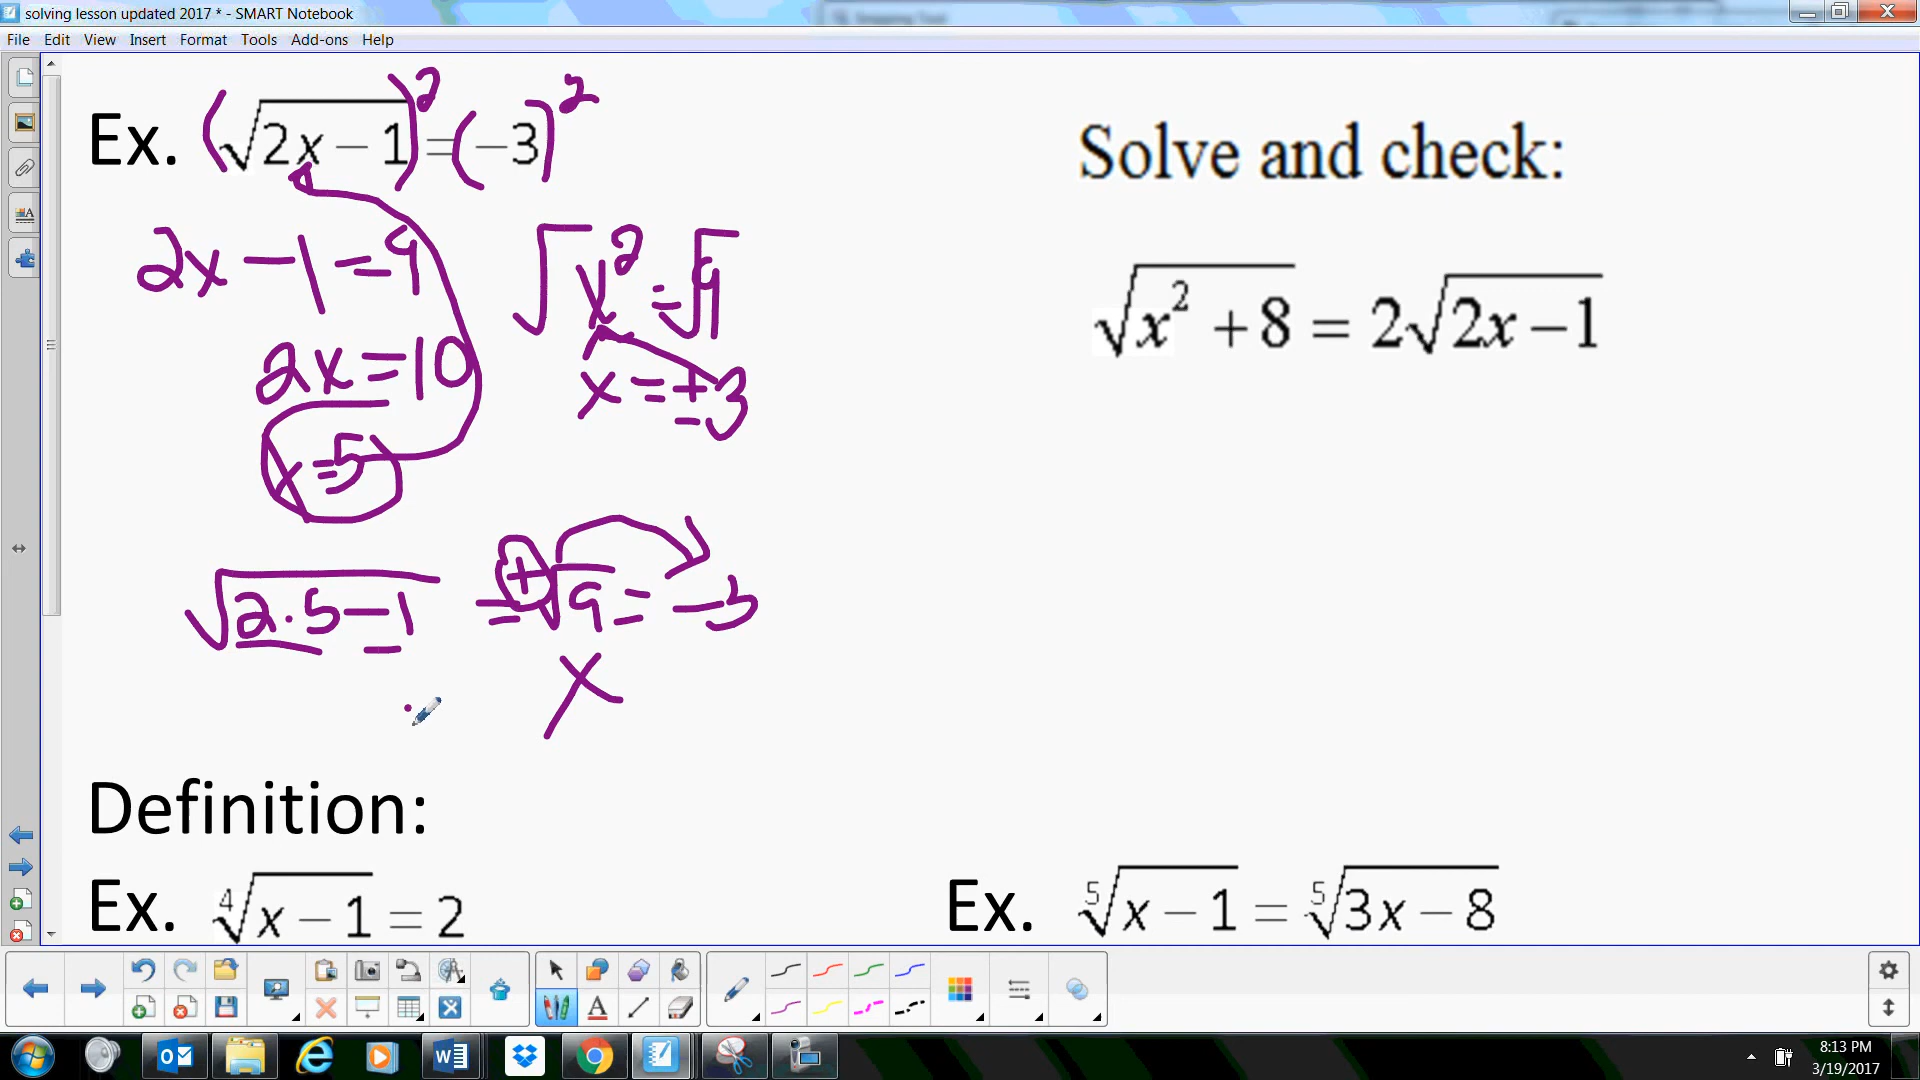 solving lesson updated 2017 * - SMART Notebook
File Edit View Insert Format Tools Add-ons Help
Ex. (√(2x − 1))² = (−3)²
2x − 1 = 9
2x = 10
x = 5
√x² = √9
x = ±3
√(2·5 − 1) = +√9 = −3
X
Solve and check:
√(x² + 8) = 2√(2x − 1)
Definition:
Ex. ⁴√(x − 1) = 2
Ex. ⁵√(x − 1) = ⁵√(3x − 8)
8:13 PM
3/19/2017